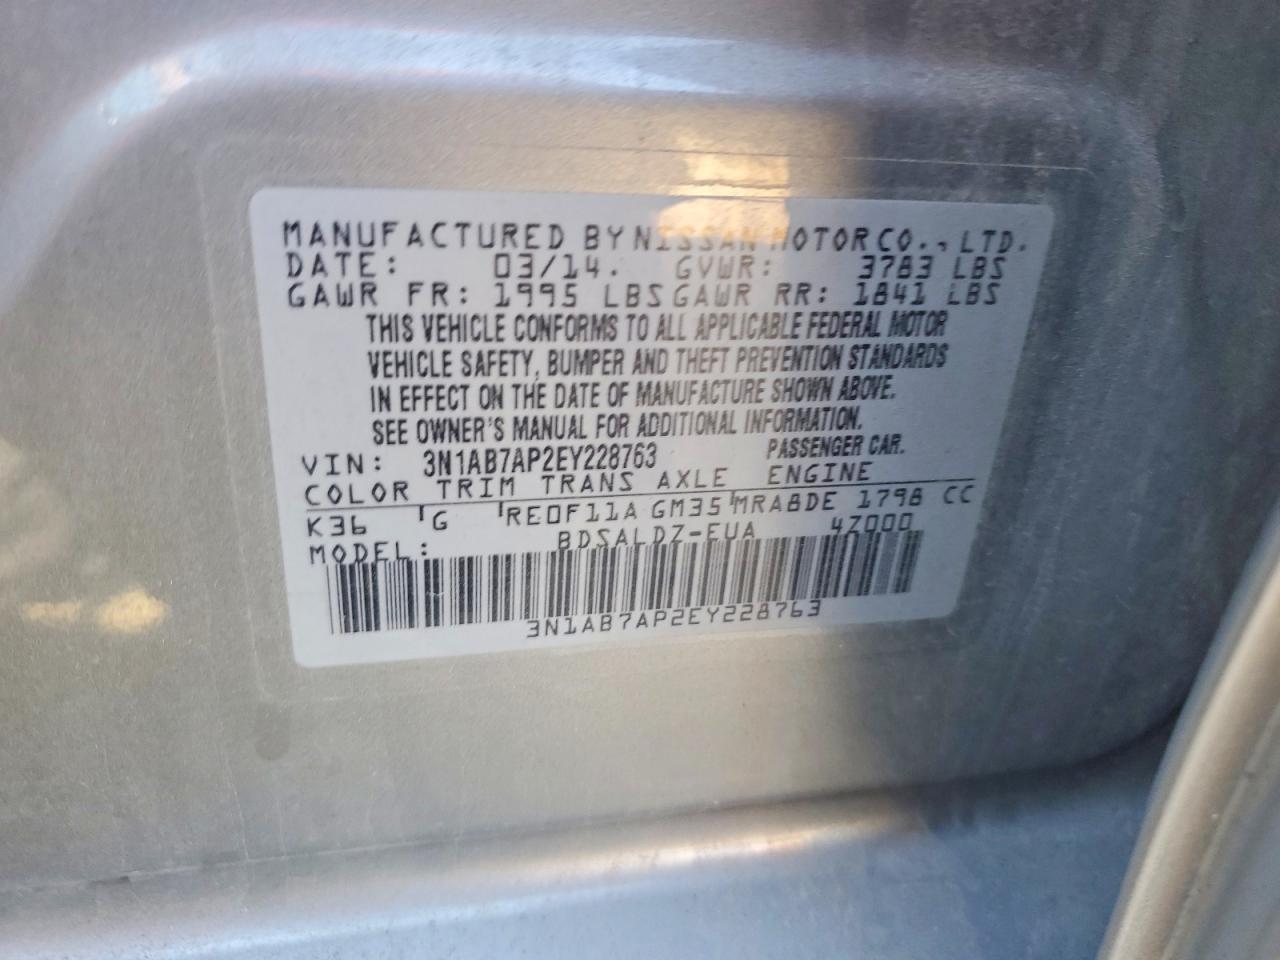 MANUFACTURED BY NISSAN MOTOR CO., LTD.
DATE: 03/14. GVWR: 3783 LBS
GAWR FR: 1995 LBS GAWR RR: 1841 LBS
THIS VEHICLE CONFORMS TO ALL APPLICABLE FEDERAL MOTOR
VEHICLE SAFETY, BUMPER AND THEFT PREVENTION STANDARDS
IN EFFECT ON THE DATE OF MANUFACTURE SHOWN ABOVE.
SEE OWNER'S MANUAL FOR ADDITIONAL INFORMATION.
VIN: 3N1AB7AP2EY228763 PASSENGER CAR.
COLOR TRIM TRANS AXLE ENGINE
K36 G RE0F11A GM35 MRA8DE 1798 CC
MODEL: BDSALDZ-EUA 4Z000
3N1AB7AP2EY228763